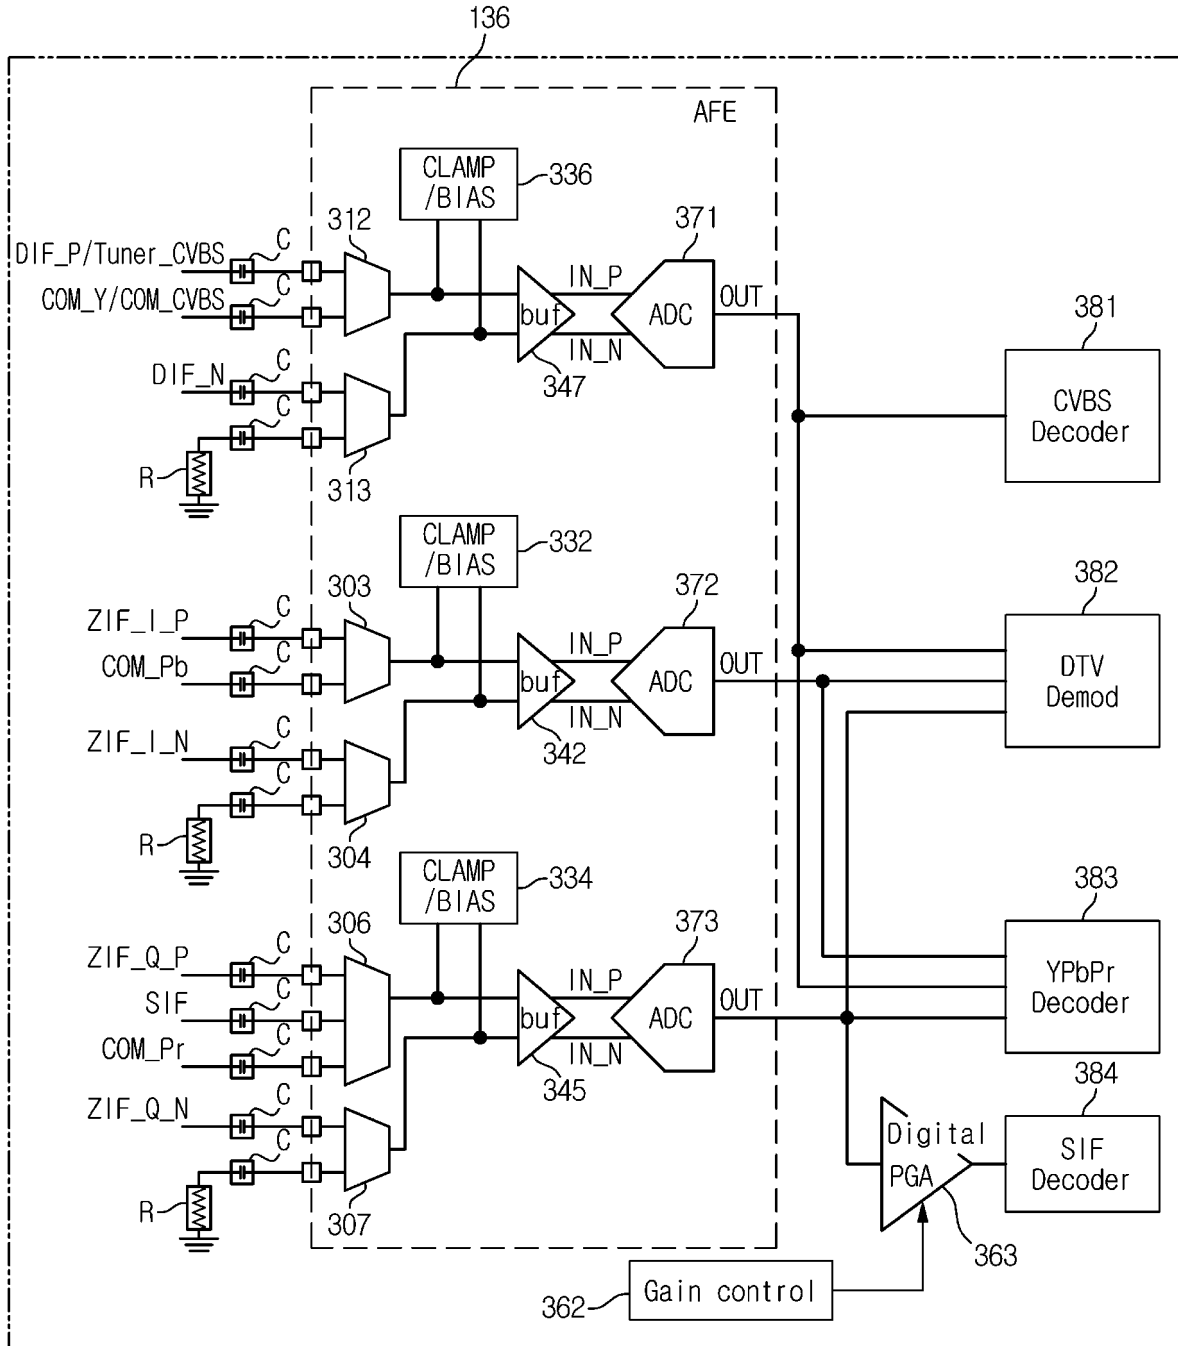 136
AFE
CLAMP
/BIAS
336
312
371
DIF_P/Tuner_CVBS
C
IN_P
OUT
COM_Y/COM_CVBS
C
buf
ADC
381
IN_N
DIF_N
C
347
CVBS
Decoder
C
R
313
CLAMP
/BIAS
332
303
372
382
ZIF_I_P
C
IN_P
OUT
COM_Pb
C
buf
ADC
DTV
Demod
IN_N
ZIF_I_N
C
342
C
R
304
CLAMP
/BIAS
334
383
306
373
ZIF_Q_P
C
IN_P
OUT
YPbPr
Decoder
SIF
C
buf
ADC
COM_Pr
C
IN_N
345
384
ZIF_Q_N
C
Digital
PGA
SIF
Decoder
C
R
307
363
362
Gain control